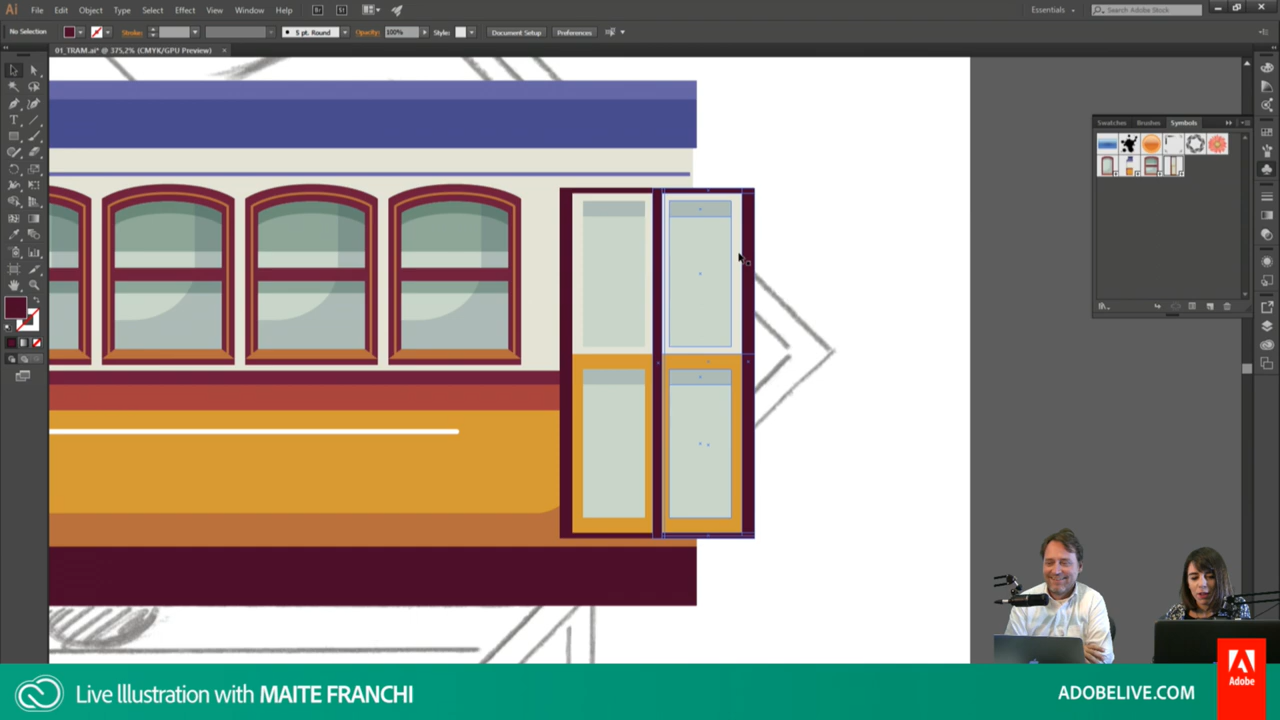 Ai File Edit Object Type Select Effect View Window Help Br St Essentials Search Adobe Stock
No Selection Stroke: 5 pt. Round Opacity: 100% Style: Document Setup Preferences
01_TRAM.ai* @ 375,2% (CMYK/GPU Preview) ×
Swatches Brushes Symbols
Live Illustration with MAITE FRANCHI
ADOBELIVE.COM
Adobe